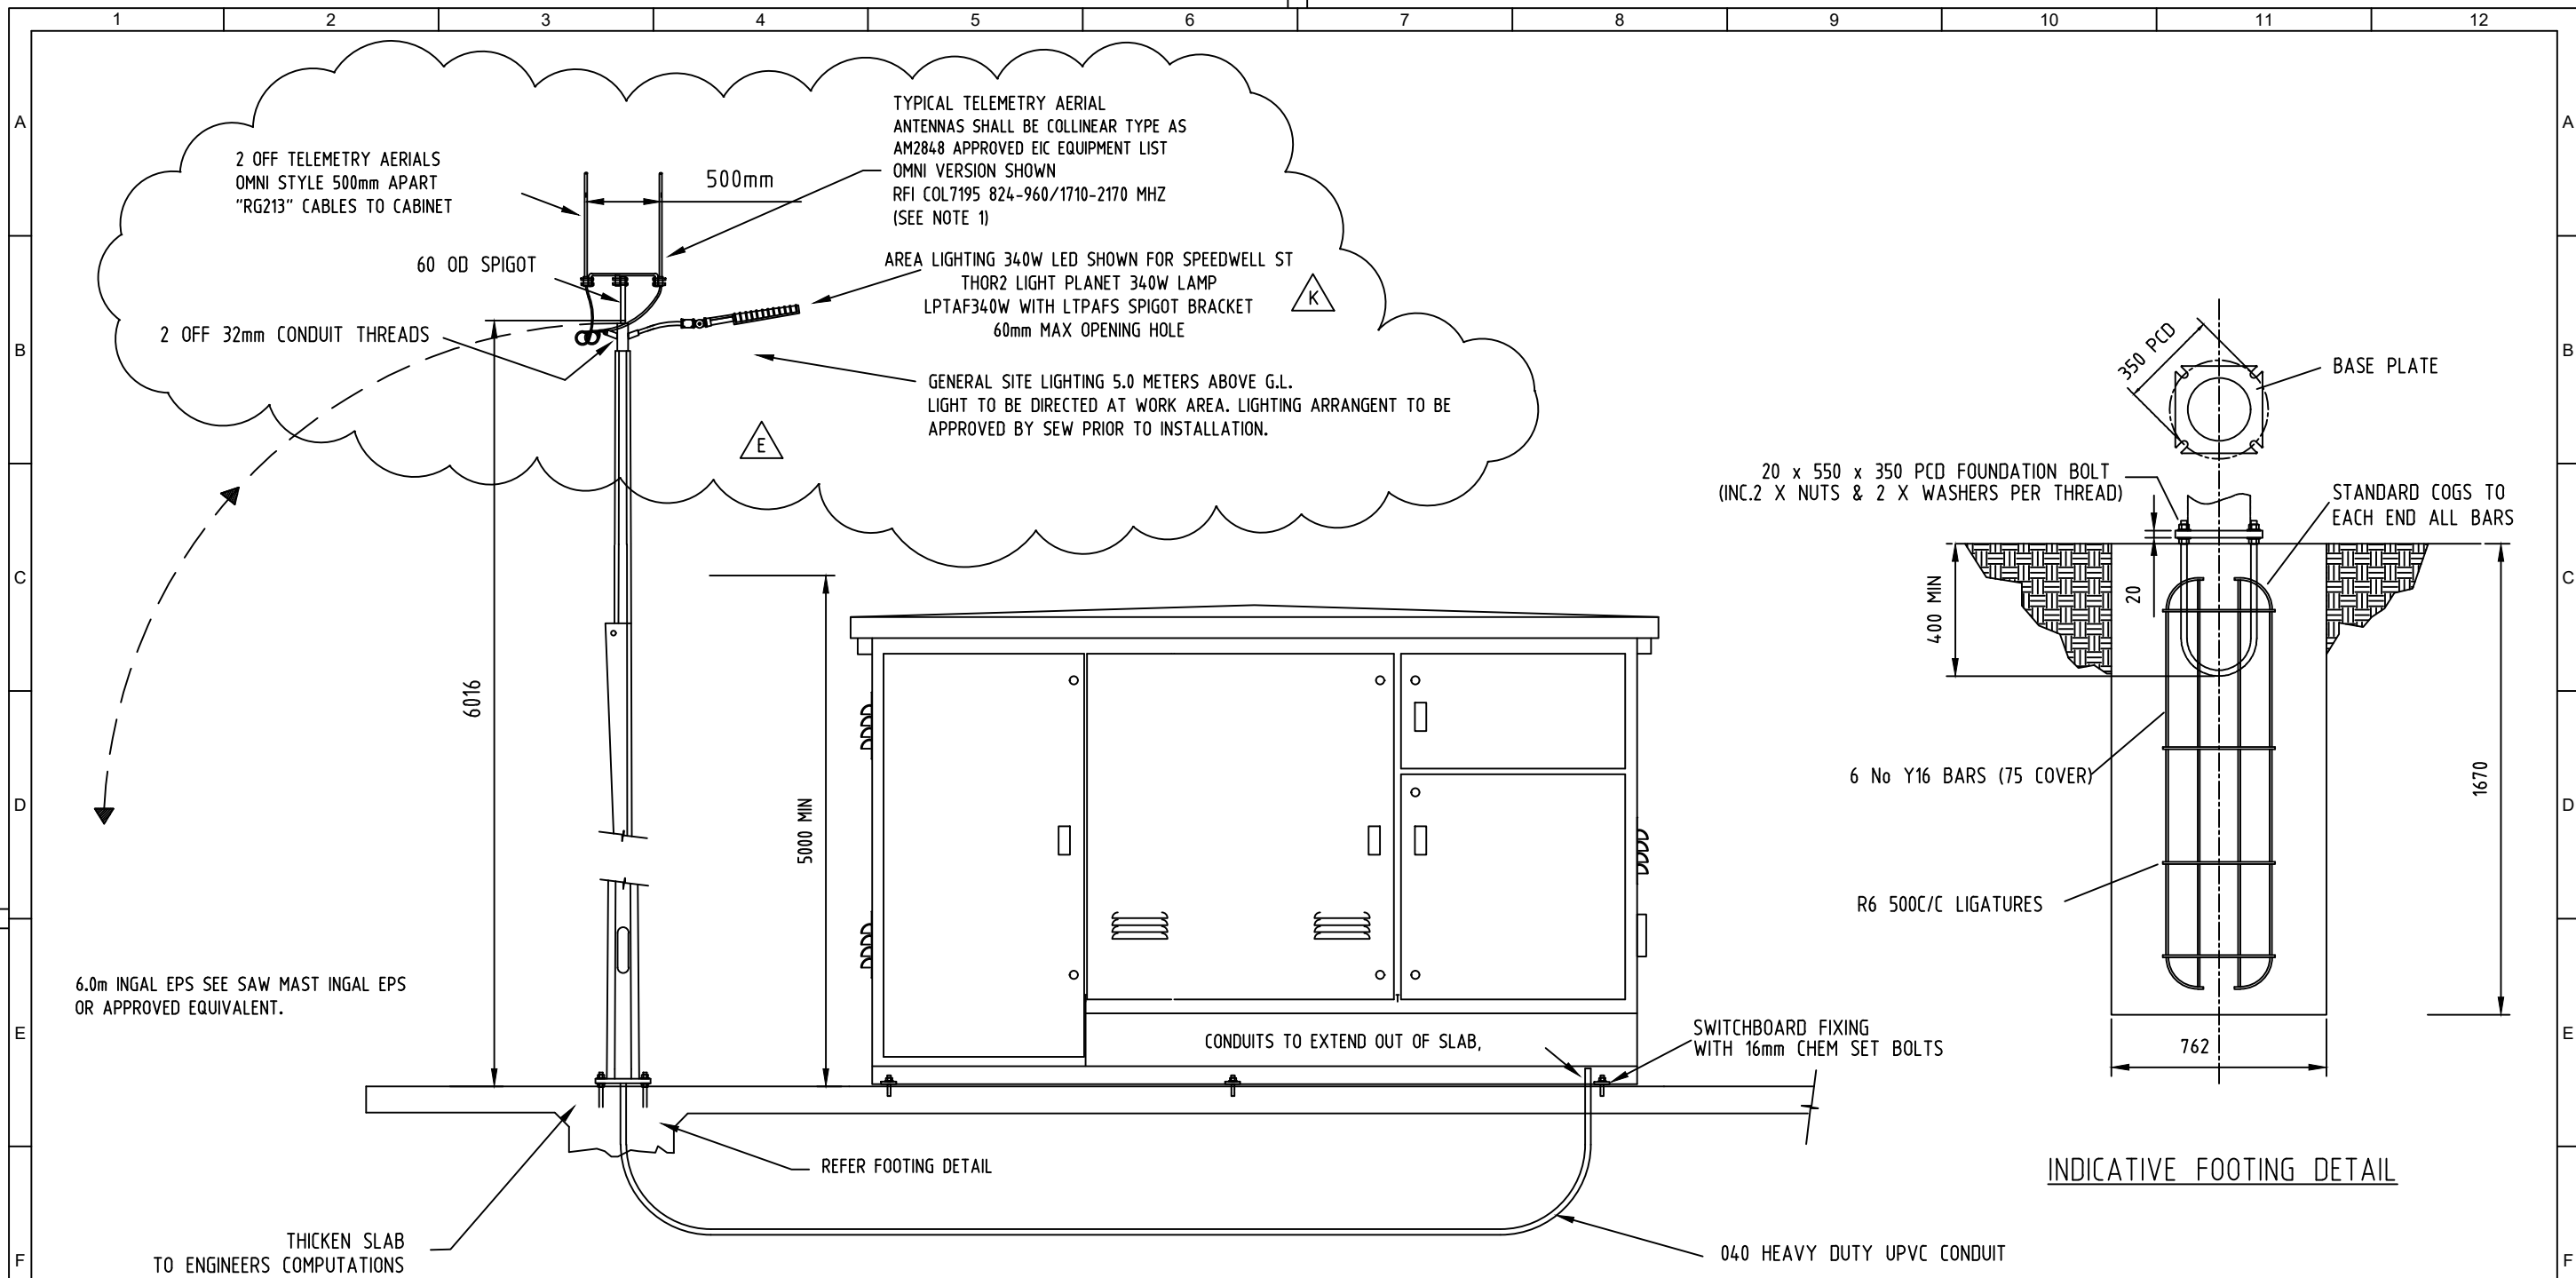 1 2 3 4 5 6 7 8 9 10 11 12
A
B
C
D
E
F
TYPICAL TELEMETRY AERIAL
ANTENNAS SHALL BE COLLINEAR TYPE AS
AM2848 APPROVED EIC EQUIPMENT LIST
OMNI VERSION SHOWN
RFI COL7195 824-960/1710-2170 MHZ
(SEE NOTE 1)
2 OFF TELEMETRY AERIALS
OMNI STYLE 500mm APART
"RG213" CABLES TO CABINET
500mm
60 OD SPIGOT
AREA LIGHTING 340W LED SHOWN FOR SPEEDWELL ST
THOR2 LIGHT PLANET 340W LAMP
LPTAF340W WITH LTPAFS SPIGOT BRACKET
60mm MAX OPENING HOLE
K
2 OFF 32mm CONDUIT THREADS
GENERAL SITE LIGHTING 5.0 METERS ABOVE G.L.
LIGHT TO BE DIRECTED AT WORK AREA. LIGHTING ARRANGENT TO BE
APPROVED BY SEW PRIOR TO INSTALLATION.
E
6016
5000 MIN
6.0m INGAL EPS SEE SAW MAST INGAL EPS
OR APPROVED EQUIVALENT.
CONDUITS TO EXTEND OUT OF SLAB,
SWITCHBOARD FIXING
WITH 16mm CHEM SET BOLTS
REFER FOOTING DETAIL
THICKEN SLAB
TO ENGINEERS COMPUTATIONS
040 HEAVY DUTY UPVC CONDUIT
350 PCD
BASE PLATE
20 x 550 x 350 PCD FOUNDATION BOLT
(INC.2 X NUTS & 2 X WASHERS PER THREAD)
STANDARD COGS TO
EACH END ALL BARS
400 MIN
20
6 No Y16 BARS (75 COVER)
1670
R6 500C/C LIGATURES
762
INDICATIVE FOOTING DETAIL
A
B
C
D
E
F